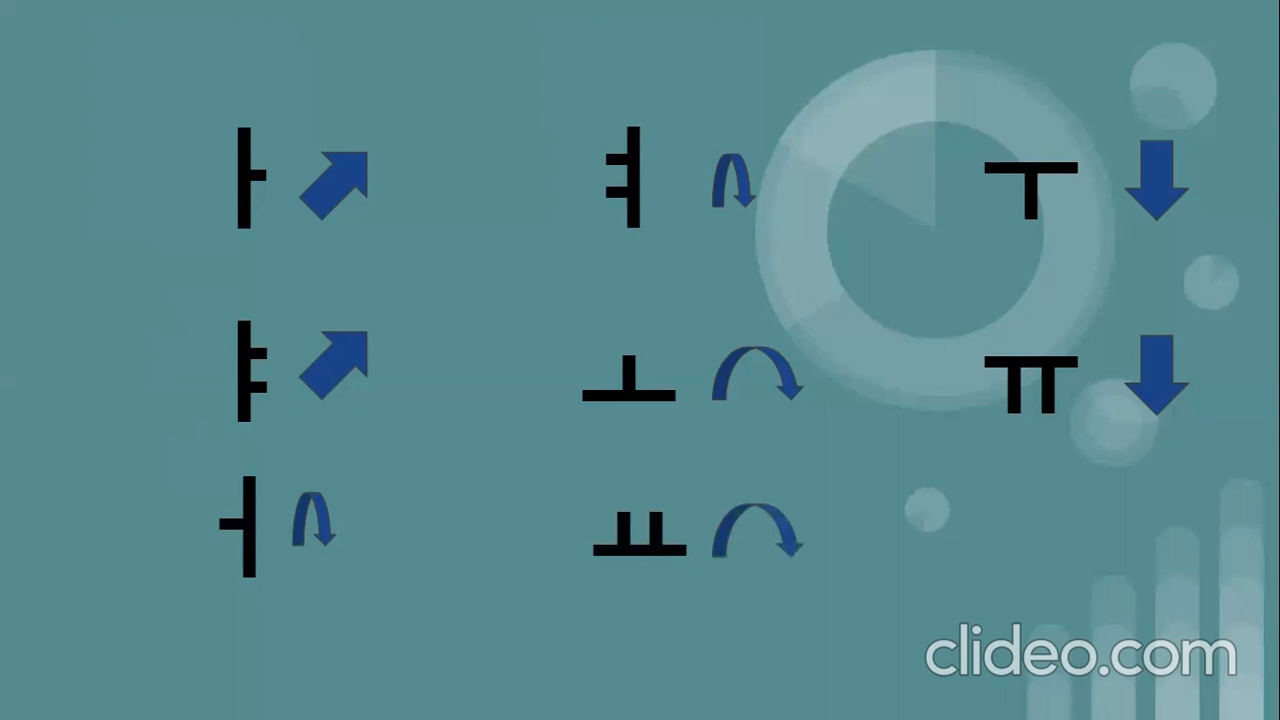 ㅏ ㅕ ㅜ
ㅑ ㅗ ㅠ
ㅓ ㅛ
clideo.com